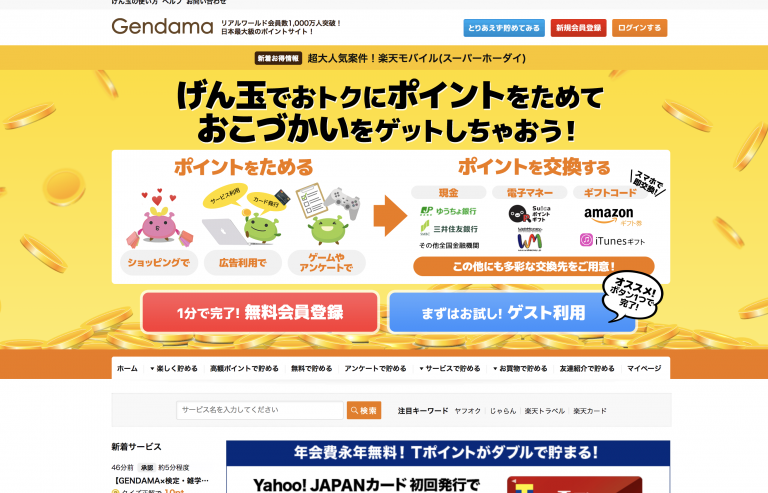 げん玉の使い方 ヘルプ お問い合わせ
Gendama
リアルワールド会員数1,000万人突破！
日本最大級のポイントサイト！
とりあえず貯めてみる
新規会員登録
ログインする
新着お得情報 超大人気案件！楽天モバイル(スーパーホーダイ)
げん玉でおトクにポイントをためて
おこづかいをゲットしちゃおう！
ポイントをためる
サービス利用
カード発行
ショッピングで
広告利用で
ゲームや
アンケートで
ポイントを交換する
スマホで
即交換！
現金
電子マネー
ギフトコード
ゆうちょ銀行
三井住友銀行
その他全国金融機関
Suica
ポイント
ギフト
WM
amazon
ギフト券
iTunesギフト
この他にも多彩な交換先をご用意！
1分で完了！無料会員登録
まずはお試し！ゲスト利用
オススメ！
ボタン1つで
完了！
ホーム
▼楽しく貯める
高額ポイントで貯める
無料で貯める
アンケートで貯める
▼サービスで貯める
▼お買物で貯める
友達紹介で貯める
マイページ
サービス名を入力してください
検索
注目キーワード ヤフオク じゃらん 楽天トラベル 楽天カード
新着サービス
46分前 承認 約5分程度
【GENDAMA×検定・雑学…
クイズ正解で 10pt
年会費永年無料！Tポイントがダブルで貯まる！
Yahoo! JAPANカード 初回発行で